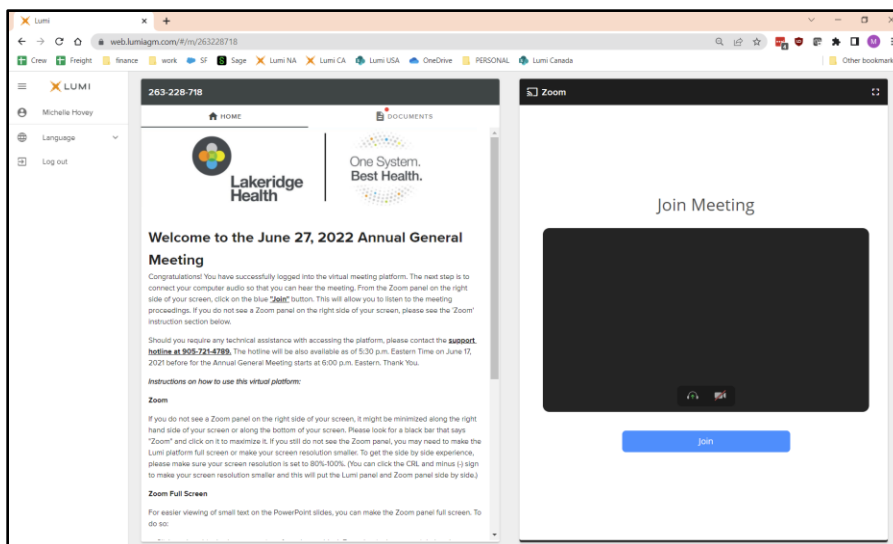 Lumi
web.lumiagm.com/#/m/263228718
M
Crew Freight finance work SF Sage Lumi NA Lumi CA Lumi USA OneDrive PERSONAL Lumi Canada Other bookmark
LUMI
Michelle Hovey
Language
Log out
263-228-718
HOME DOCUMENTS
Lakeridge
Health
One System.
Best Health.
Welcome to the June 27, 2022 Annual General
Meeting
Congratulations! You have successfully logged into the virtual meeting platform. The next step is to
connect your computer audio so that you can hear the meeting. From the Zoom panel on the right
side of your screen, click on the blue "Join" button. This will allow you to listen to the meeting
proceedings. If you do not see a Zoom panel on the right side of your screen, please see the 'Zoom'
instruction section below.
Should you require any technical assistance with accessing the platform, please contact the support
hotline at 905-721-4789. The hotline will be also available as of 5:30 p.m. Eastern Time on June 17,
2021 before for the Annual General Meeting starts at 6:00 p.m. Eastern. Thank You.
Instructions on how to use this virtual platform:
Zoom
If you do not see a Zoom panel on the right side of your screen, it might be minimized along the right
hand side of your screen or along the bottom of your screen. Please look for a black bar that says
"Zoom" and click on it to maximize it. If you still do not see the Zoom panel, you may need to make the
Lumi platform full screen or make your screen resolution smaller. To get the side by side experience,
please make sure your screen resolution is set to 80%-100%. (You can click the CRL and minus (-) sign
to make your screen resolution smaller and this will put the Lumi panel and Zoom panel side by side.)
Zoom Full Screen
For easier viewing of small text on the PowerPoint slides, you can make the Zoom panel full screen. To
do so:
Zoom
Join Meeting
Join